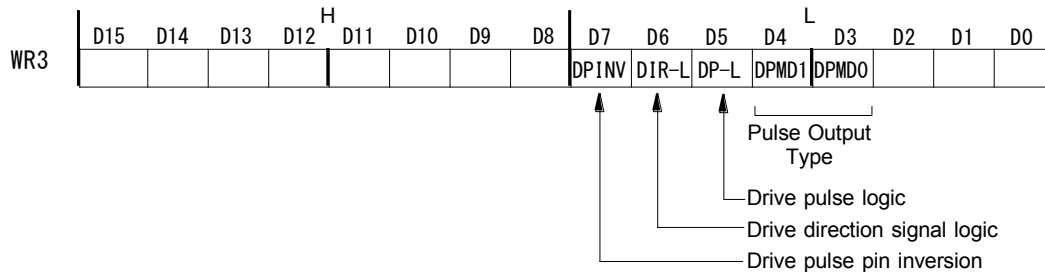 H L
D15 D14 D13 D12 D11 D10 D9 D8 D7 D6 D5 D4 D3 D2 D1 D0
WR3 DPINV DIR-L DP-L DPMD1 DPMD0
Pulse Output
Type
Drive pulse logic
Drive direction signal logic
Drive pulse pin inversion